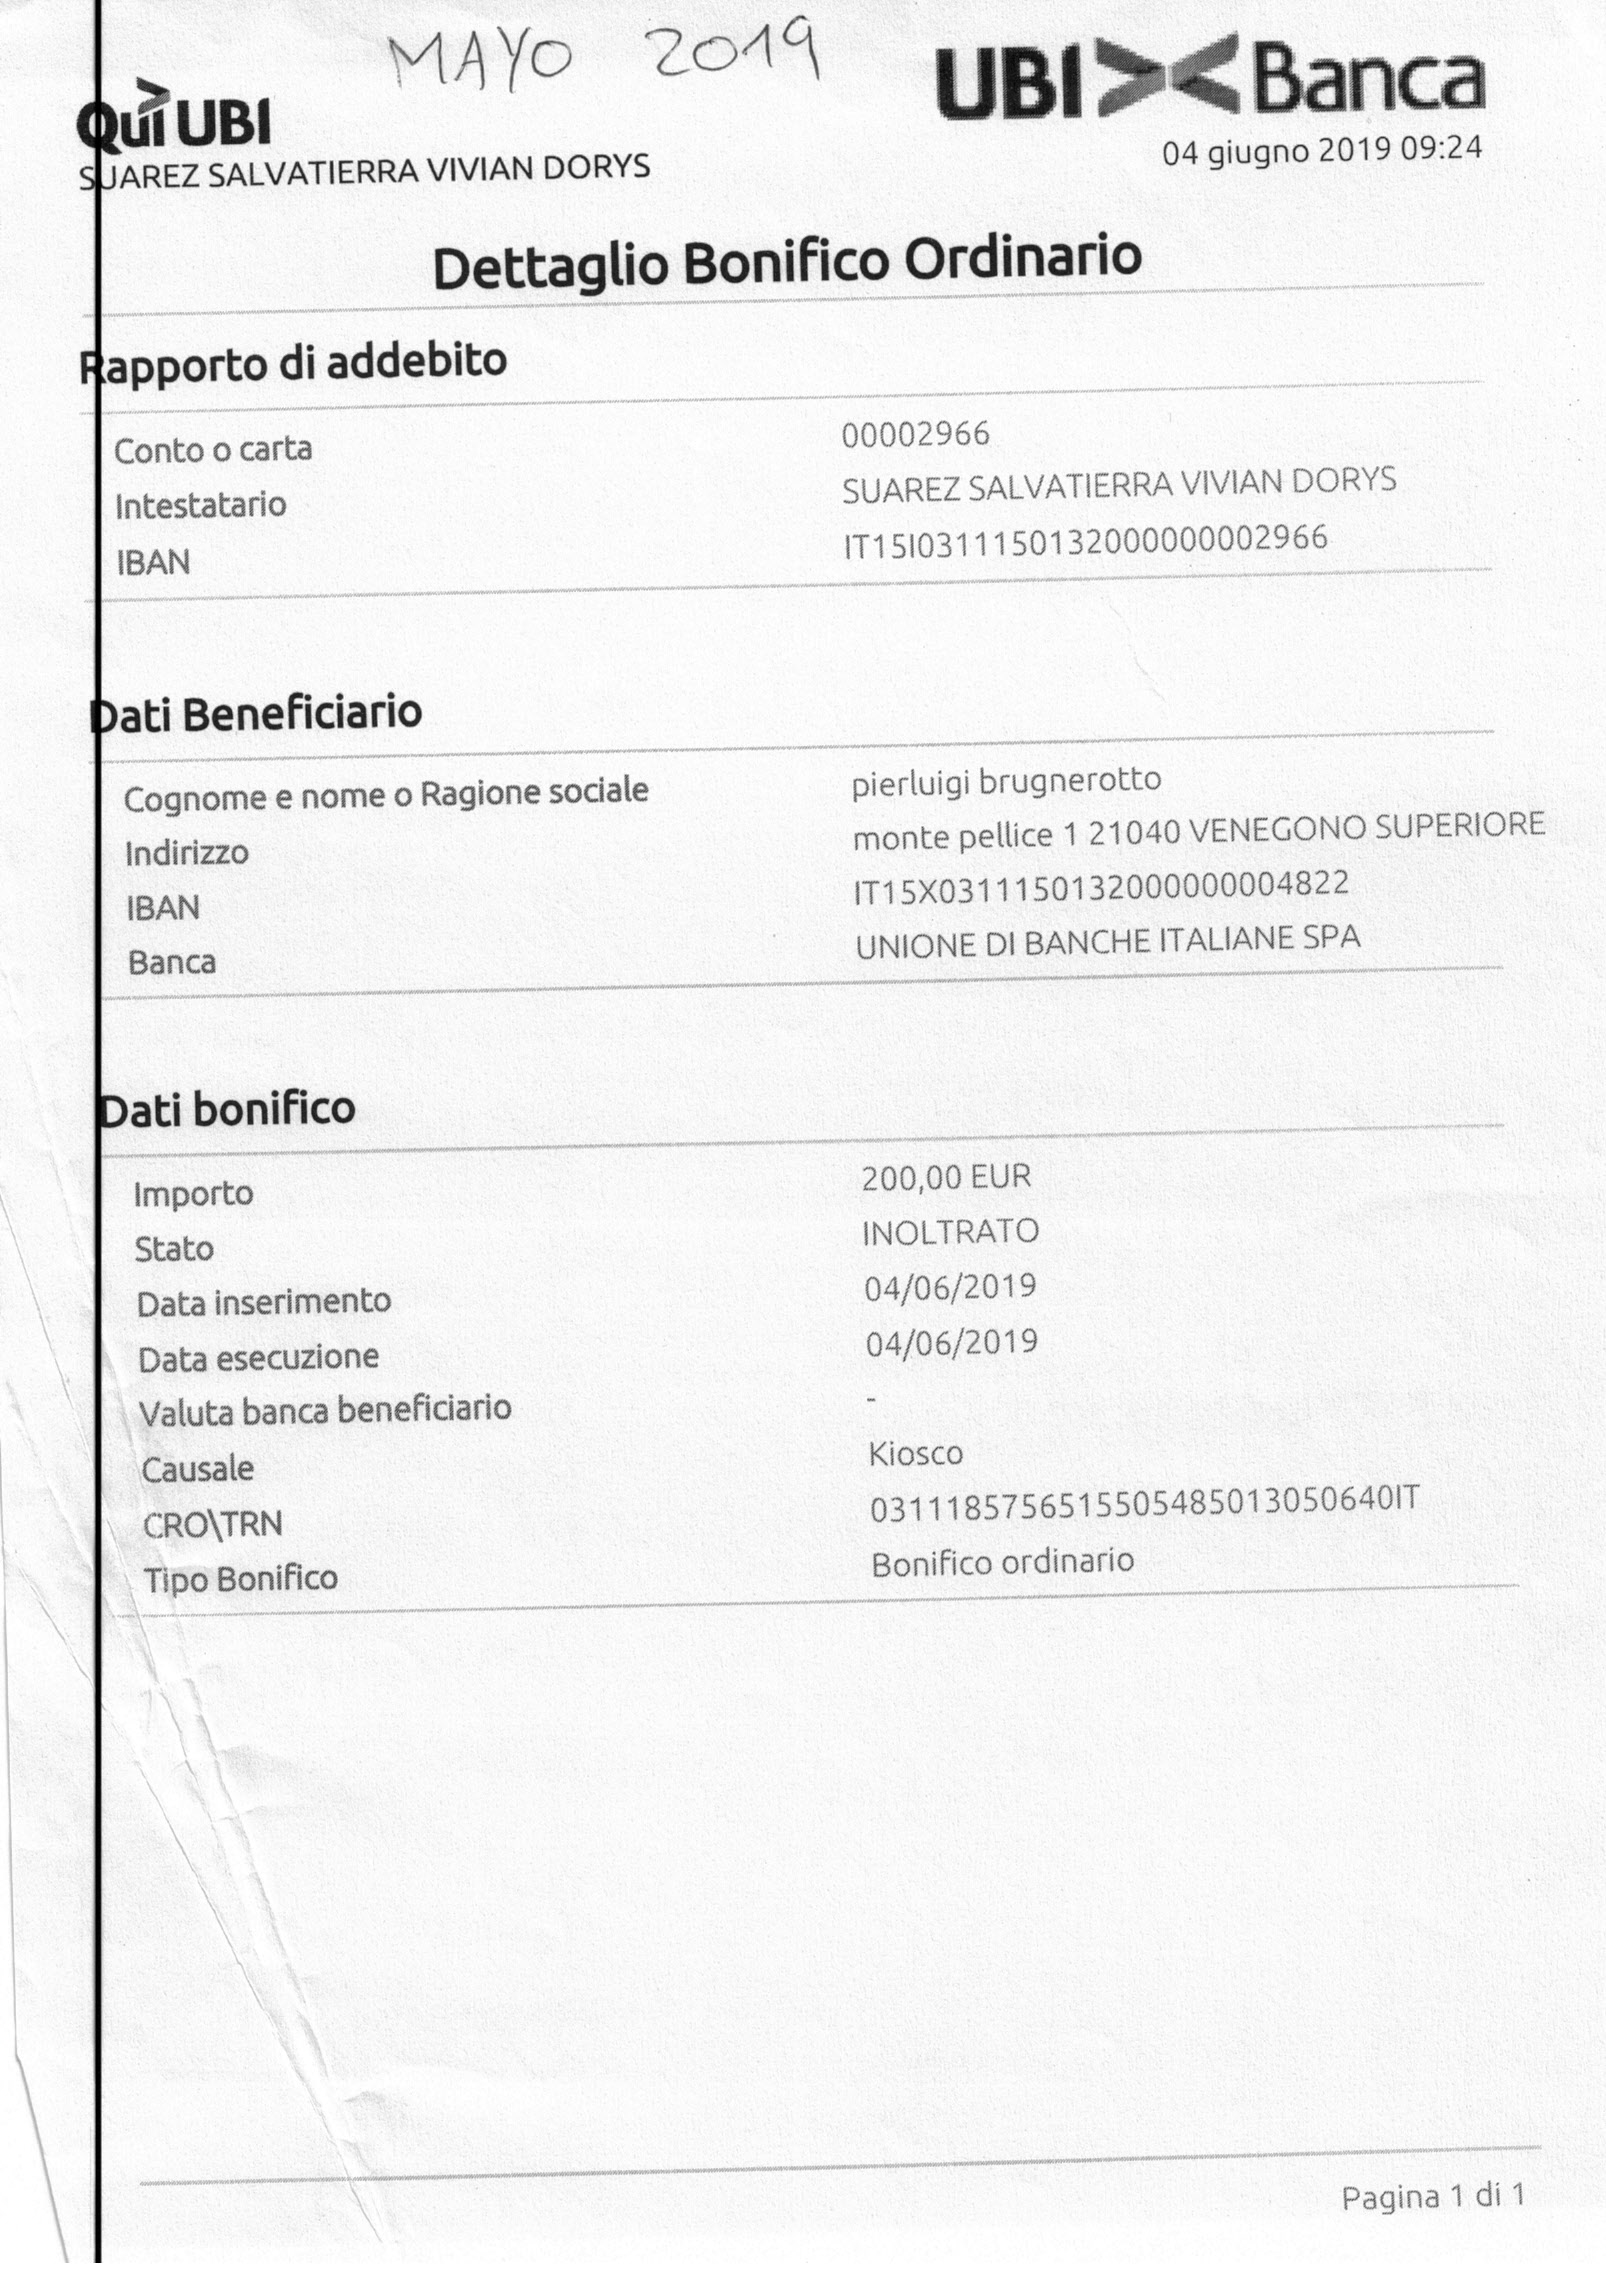 MAYO 2019
UBI Banca
Qui UBI
04 giugno 2019 09:24
SUAREZ SALVATIERRA VIVIAN DORYS
Dettaglio Bonifico Ordinario
Rapporto di addebito
Conto o carta 00002966
Intestatario SUAREZ SALVATIERRA VIVIAN DORYS
IBAN IT15I0311150132000000002966
Dati Beneficiario
Cognome e nome o Ragione sociale pierluigi brugnerotto
Indirizzo monte pellice 1 21040 VENEGONO SUPERIORE
IBAN IT15X0311150132000000004822
Banca UNIONE DI BANCHE ITALIANE SPA
Dati bonifico
Importo 200,00 EUR
Stato INOLTRATO
Data inserimento 04/06/2019
Data esecuzione 04/06/2019
Valuta banca beneficiario -
Causale Kiosco
CRO\TRN 0311185756515505485013050640IT
Tipo Bonifico Bonifico ordinario
Pagina 1 di 1